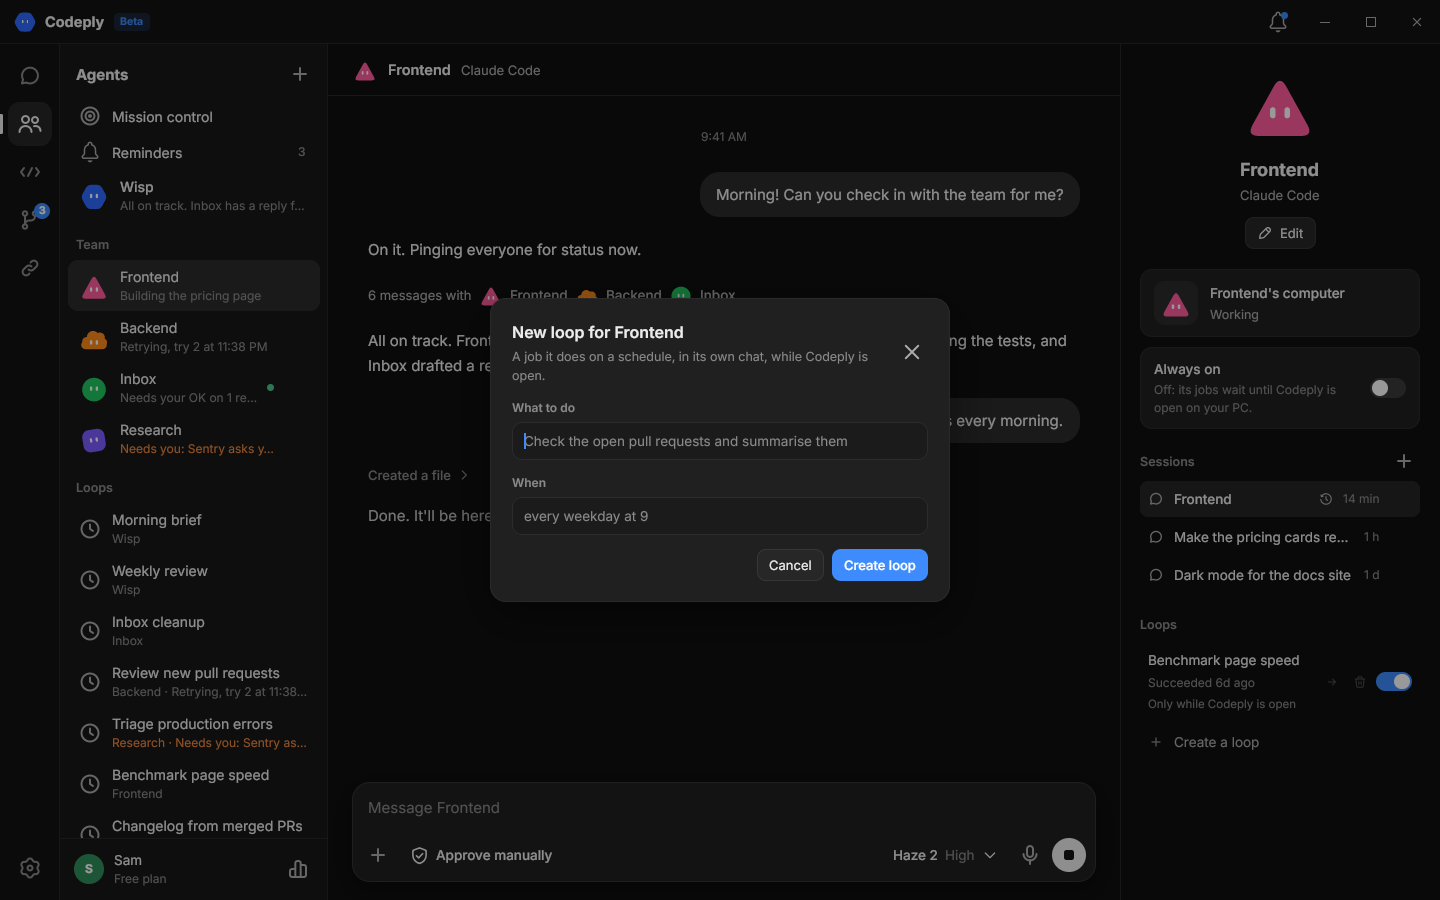 Codeply Beta
Agents
Mission control
Reminders 3
Wisp
All on track. Inbox has a reply f...
Team
Frontend
Building the pricing page
Backend
Retrying, try 2 at 11:38 PM
Inbox
Needs your OK on 1 re...
Research
Needs you: Sentry asks y...
Loops
Morning brief
Wisp
Weekly review
Wisp
Inbox cleanup
Inbox
Review new pull requests
Backend · Retrying, try 2 at 11:38...
Triage production errors
Research · Needs you: Sentry as...
Benchmark page speed
Frontend
Changelog from merged PRs
S
Sam
Free plan
3
Frontend Claude Code
9:41 AM
Morning! Can you check in with the team for me?
On it. Pinging everyone for status now.
6 messages with Frontend Backend Inbox
All on track. Front
ng the tests, and
Inbox drafted a re
s every morning.
Created a file
Done. It'll be here
New loop for Frontend
A job it does on a schedule, in its own chat, while Codeply is
open.
What to do
Check the open pull requests and summarise them
When
every weekday at 9
Cancel Create loop
Message Frontend
Approve manually
Haze 2 High
Frontend
Claude Code
Edit
Frontend's computer
Working
Always on
Off: its jobs wait until Codeply is
open on your PC.
Sessions
Frontend 14 min
Make the pricing cards re... 1 h
Dark mode for the docs site 1 d
Loops
Benchmark page speed
Succeeded 6d ago
Only while Codeply is open
Create a loop